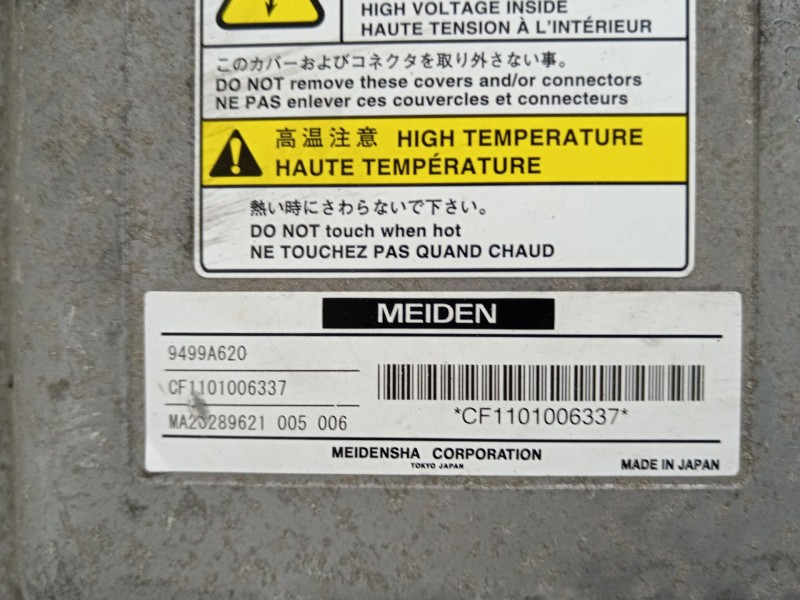 HIGH VOLTAGE INSIDE
HAUTE TENSION À L'INTÉRIEUR
このカバーおよびコネクタを取り外さない事。
DO NOT remove these covers and/or connectors
NE PAS enlever ces couvercles et connecteurs
高温注意 HIGH TEMPERATURE
HAUTE TEMPÉRATURE
熱い時にさわらないで下さい。
DO NOT touch when hot
NE TOUCHEZ PAS QUAND CHAUD
MEIDEN
9499A620
CF1101006337
MA20289621 005 006
*CF1101006337*
MEIDENSHA CORPORATION
TOKYO JAPAN
MADE IN JAPAN